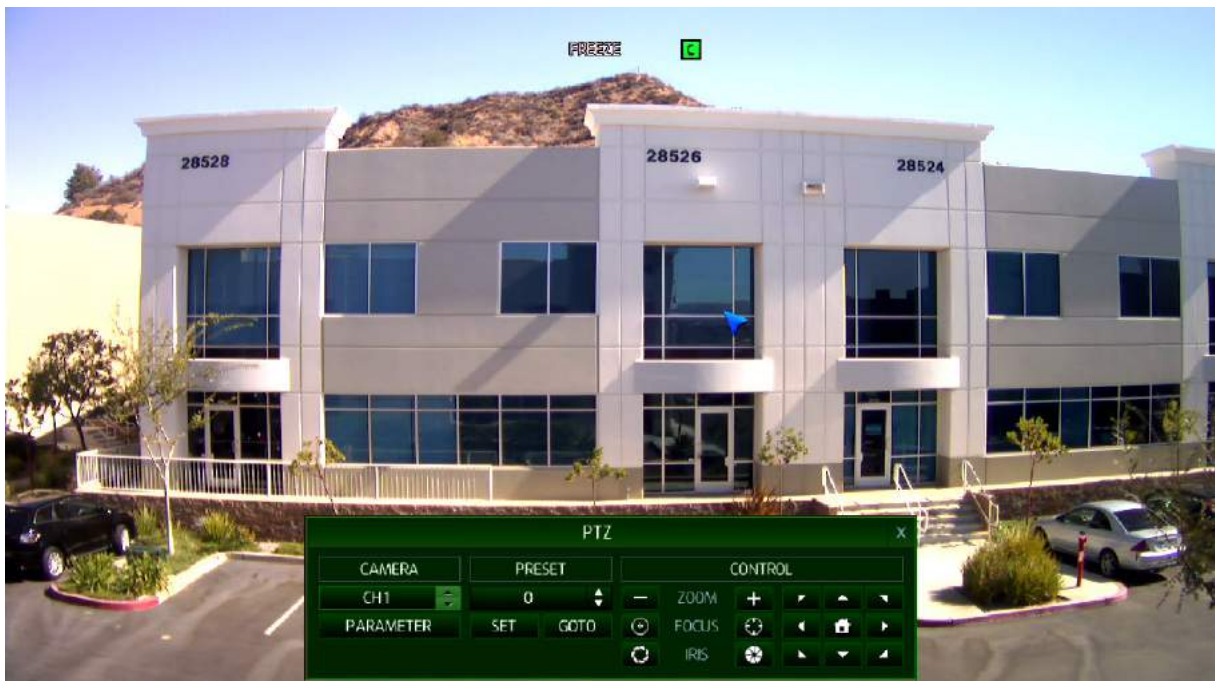 FREEZE C
28528 28526 28524
PTZ X
CAMERA PRESET CONTROL
CH1 0 ZOOM
PARAMETER SET GOTO FOCUS
IRIS